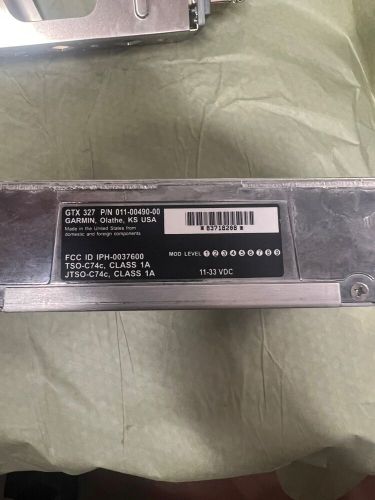 GTX 327 P/N 011-00490-00
GARMIN, Olathe, KS USA
Made in the United States from
domestic and foreign components
* 83718288 *
FCC ID IPH-0037600
TSO-C74c, CLASS 1A
JTSO-C74c, CLASS 1A
MOD LEVEL 1 2 3 4 5 6 7 8 9
11-33 VDC